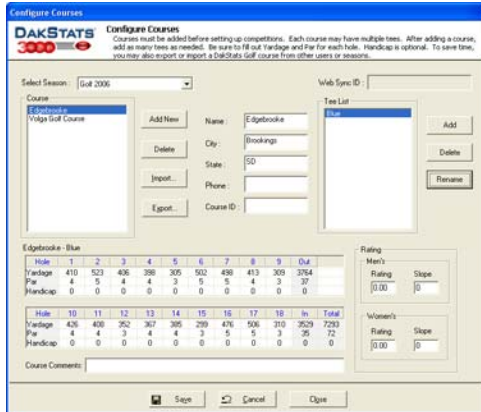 Configure Courses
DAKSTATS
3000
Configure Courses
Courses must be added before setting up competitions. Each course may have multiple tees. After adding a course,
add as many tees as needed. Be sure to fill out Yardage and Par for each hole. Handicap is optional. To save time,
you may also export or import a DakStats Golf course from other users or seasons.
Select Season: Golf 2006
Web Sync ID :
Course
Edgebrooke
Volga Golf Course
Add New
Delete
Import...
Export...
Name : Edgebrooke
City : Brookings
State : SD
Phone :
Course ID :
Tee List
Blue
Add
Delete
Rename
Edgebrooke - Blue
Hole 1 2 3 4 5 6 7 8 9 Out
Yardage 410 523 406 398 305 502 498 413 309 3764
Par 4 5 4 4 3 5 5 4 3 37
Handicap 0 0 0 0 0 0 0 0 0 0
Hole 10 11 12 13 14 15 16 17 18 In Total
Yardage 426 408 352 367 385 299 476 506 310 3529 7293
Par 4 4 3 4 4 3 5 5 3 35 72
Handicap 0 0 0 0 0 0 0 0 0 0 0
Rating
Men's
Rating Slope
0.00 0
Women's
Rating Slope
0.00 0
Course Comments:
Save
Cancel
Close